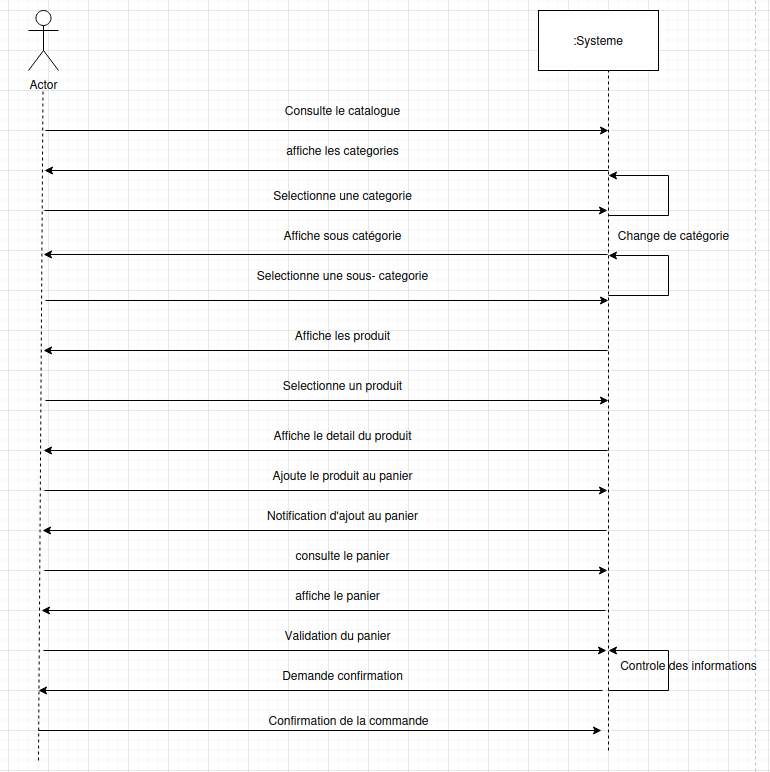 :Systeme
Actor
Consulte le catalogue
affiche les categories
Selectionne une categorie
Affiche sous catégorie
Change de catégorie
Selectionne une sous- categorie
Affiche les produit
Selectionne un produit
Affiche le detail du produit
Ajoute le produit au panier
Notification d'ajout au panier
consulte le panier
affiche le panier
Validation du panier
Controle des informations
Demande confirmation
Confirmation de la commande